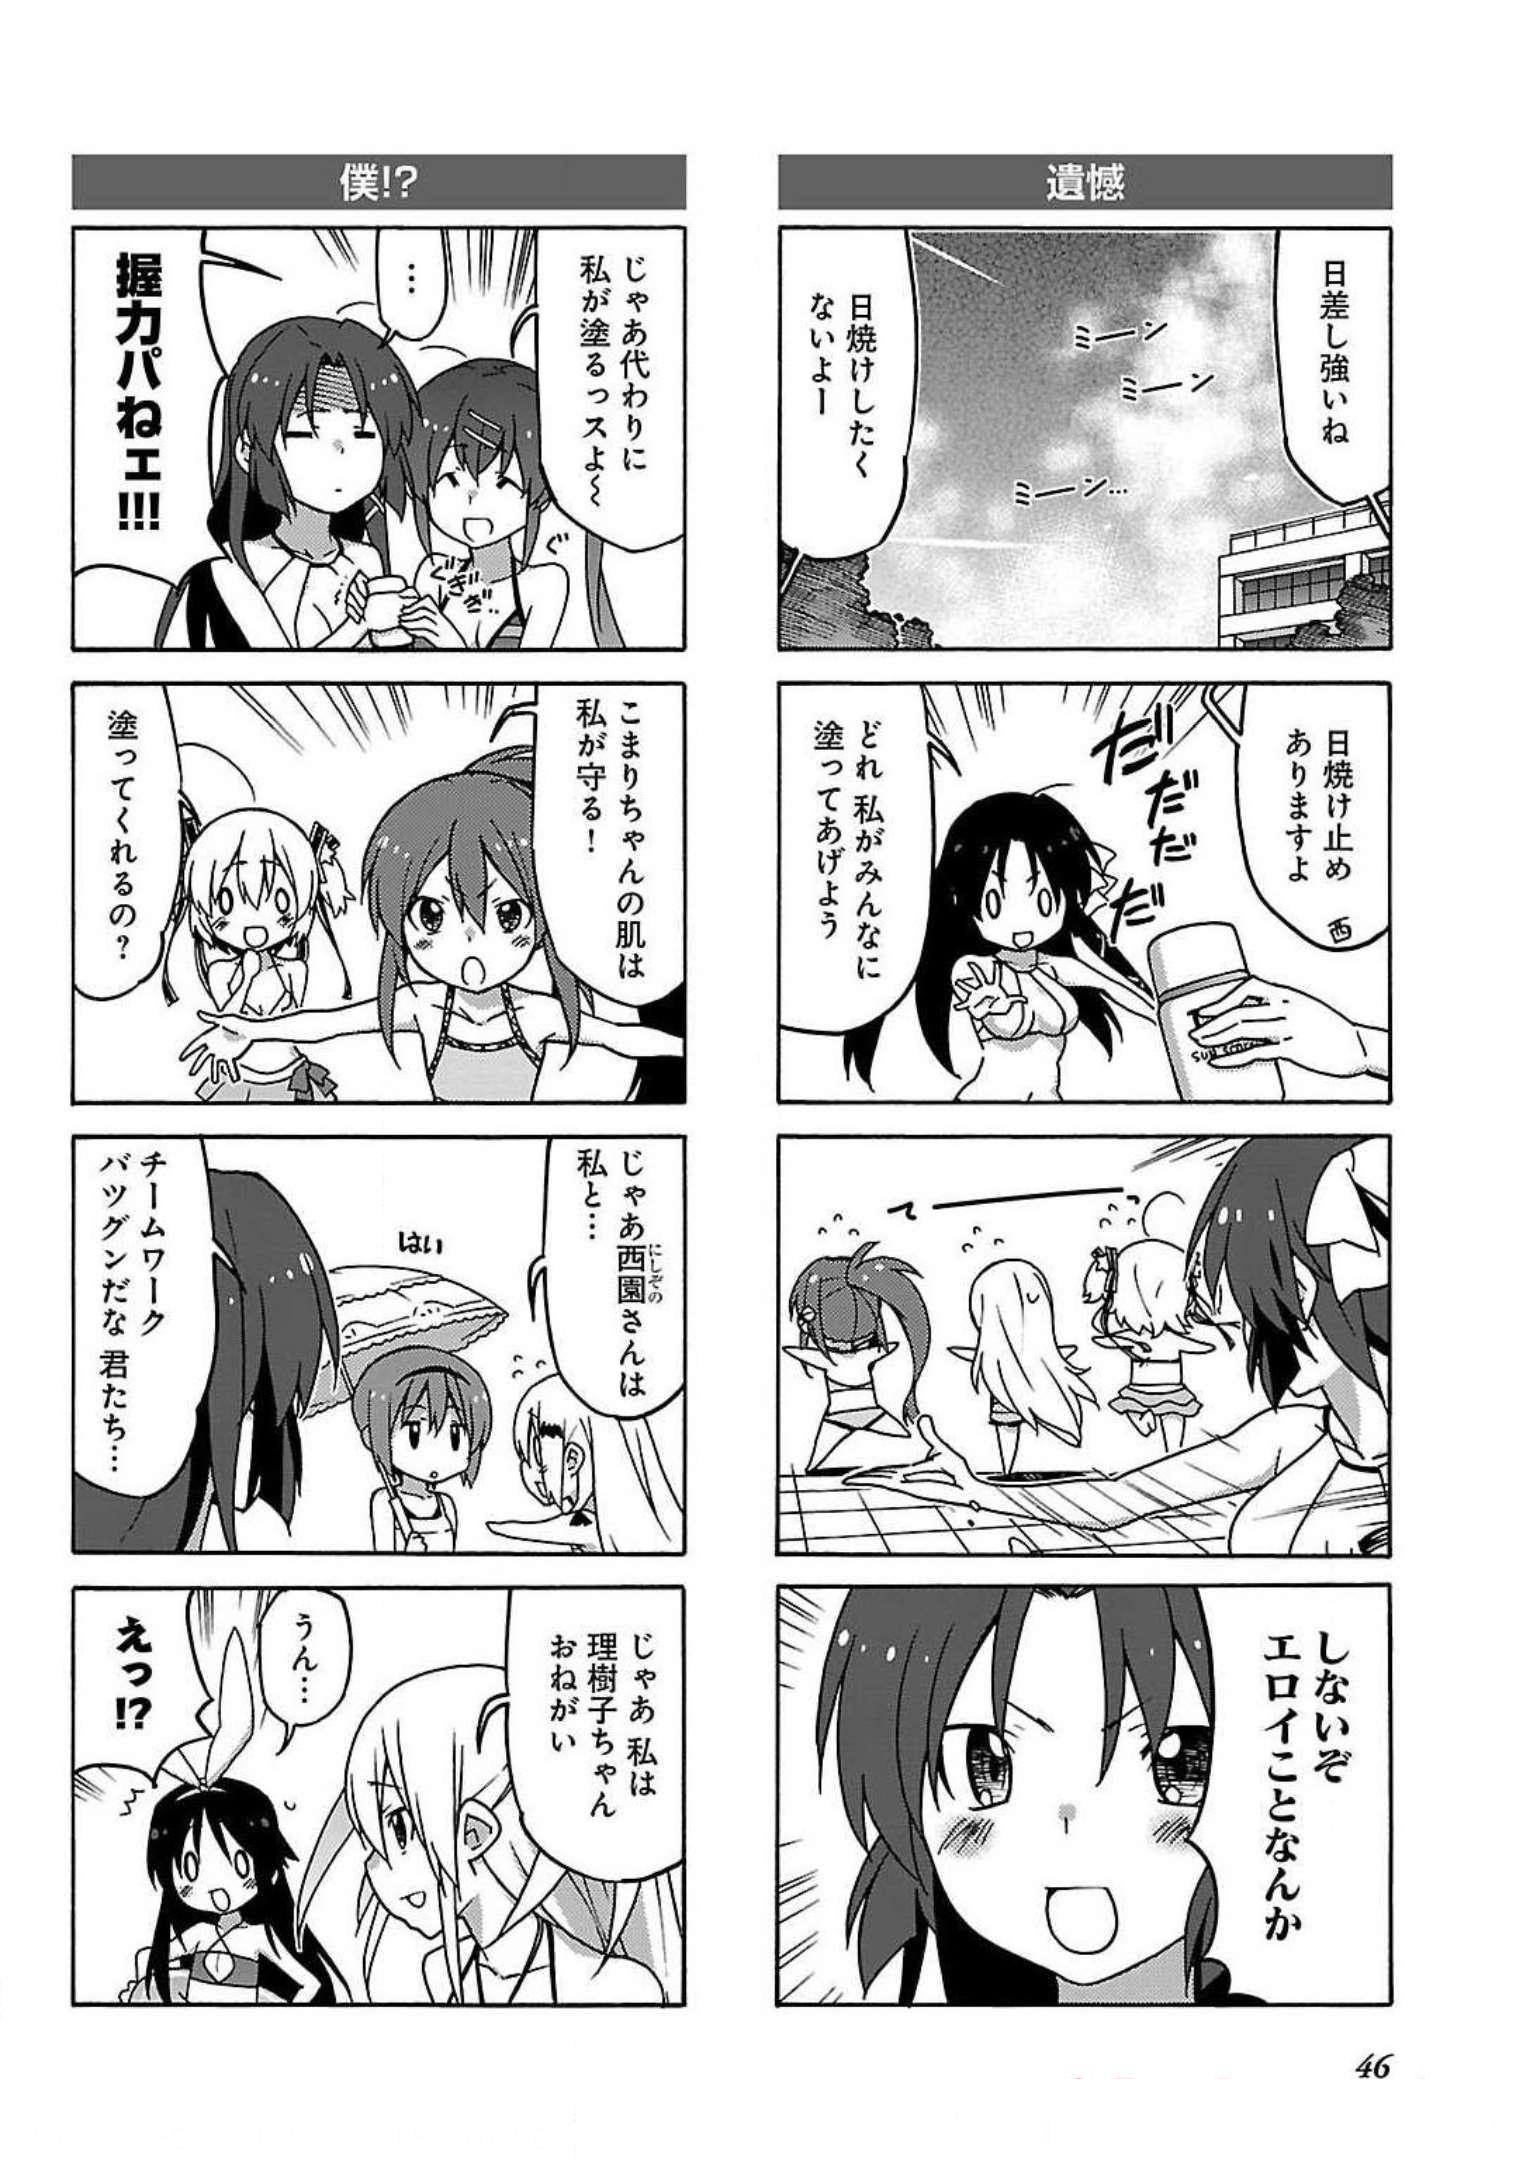 遺憾
日差し強いね
日焼けしたく
ないよー
ミーン
ミーン
ミーン…
日焼け止め
ありますよ
西
だだだだっ
どれ 私がみんなに
塗ってあげよう
SUN SCREEN
て
しないぞ
エロイことなんか
僕!?
じゃあ代わりに
私が塗るっスよ〜
…
握力パねェ!!!
ぐ
ぐぎぎ…
こまりちゃんの肌は
私が守る!
塗ってくれるの?
じゃあ西園さんは
にしぞの
私と…
はい
チームワーク
バツグンだな 君たち…
じゃあ 私は
理樹子ちゃん
おねがい
うん…
えっ!?
46